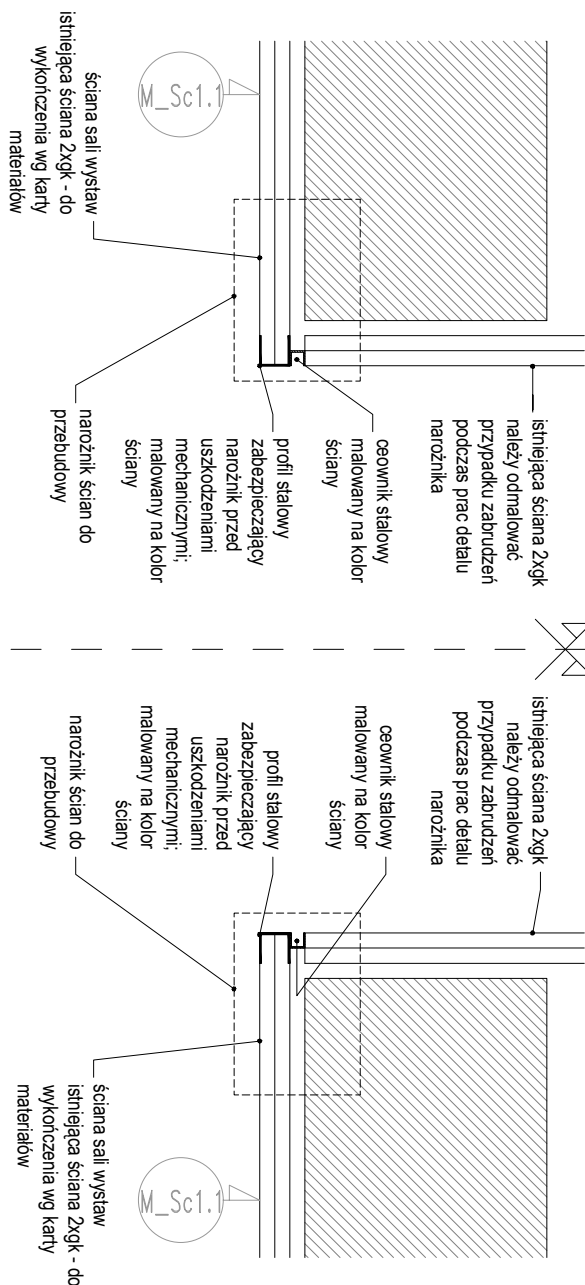 ściana sali wystaw
istniejąca ściana 2xgk - do
wykończenia wg karty
materiałów
M_Sc1.1
narożnik ścian do
przebudowy
profil stalowy
zabezpieczający
narożnik przed
uszkodzeniami
mechanicznymi;
malowany na kolor
ściany
ceownik stalowy
malowany na kolor
ściany
istniejąca ściana 2xgk
należy odmalować
przypadku zabrudzeń
podczas prac detalu
narożnika
istniejąca ściana 2xgk
należy odmalować
przypadku zabrudzeń
podczas prac detalu
narożnika
ceownik stalowy
malowany na kolor
ściany
profil stalowy
zabezpieczający
narożnik przed
uszkodzeniami
mechanicznymi;
malowany na kolor
ściany
narożnik ścian do
przebudowy
ściana sali wystaw
istniejąca ściana 2xgk - do
wykończenia wg karty
materiałów
M_Sc1.1